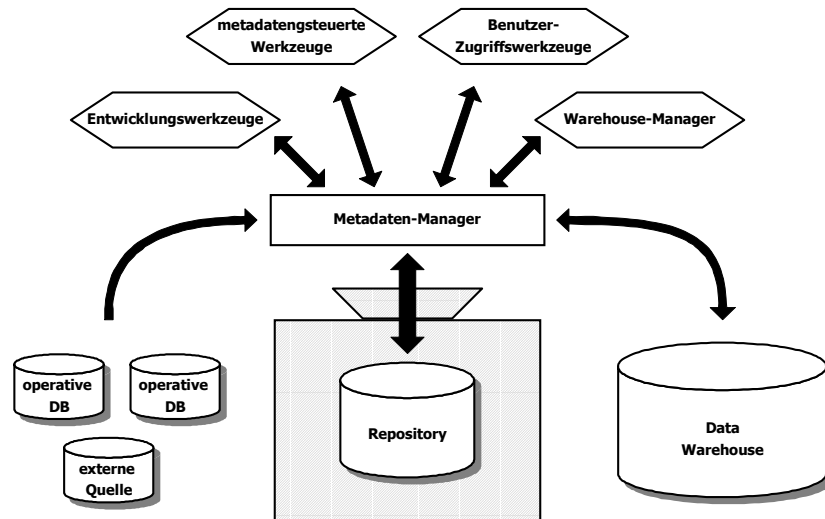 metadatengsteuerte
Werkzeuge
Benutzer-
Zugriffswerkzeuge
Entwicklungswerkzeuge
Warehouse-Manager
Metadaten-Manager
operative
DB
operative
DB
externe
Quelle
Repository
Data
Warehouse